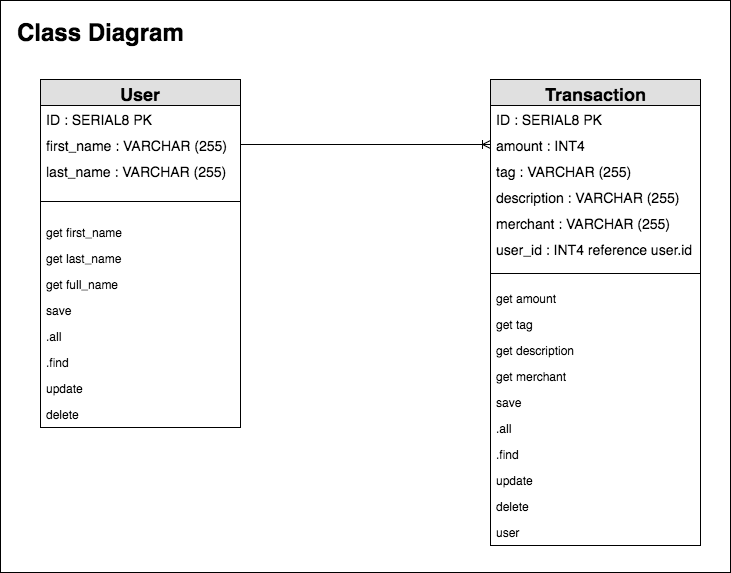 Class Diagram
User
ID : SERIAL8 PK
first_name : VARCHAR (255)
last_name : VARCHAR (255)
get first_name
get last_name
get full_name
save
.all
.find
update
delete
Transaction
ID : SERIAL8 PK
amount : INT4
tag : VARCHAR (255)
description : VARCHAR (255)
merchant : VARCHAR (255)
user_id : INT4 reference user.id
get amount
get tag
get description
get merchant
save
.all
.find
update
delete
user